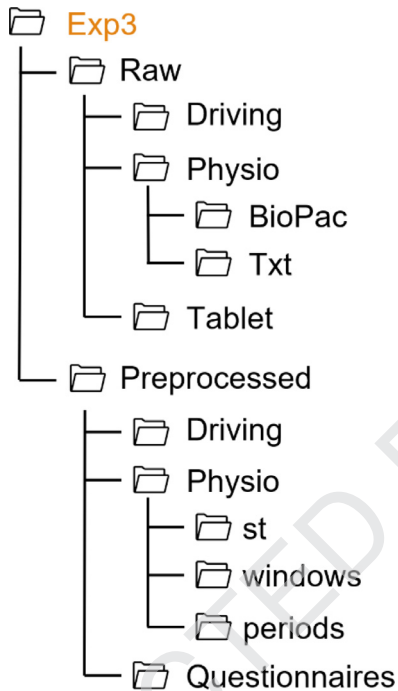 Exp3
Raw
Driving
Physio
BioPac
Txt
Tablet
Preprocessed
Driving
Physio
st
windows
periods
Questionnaires